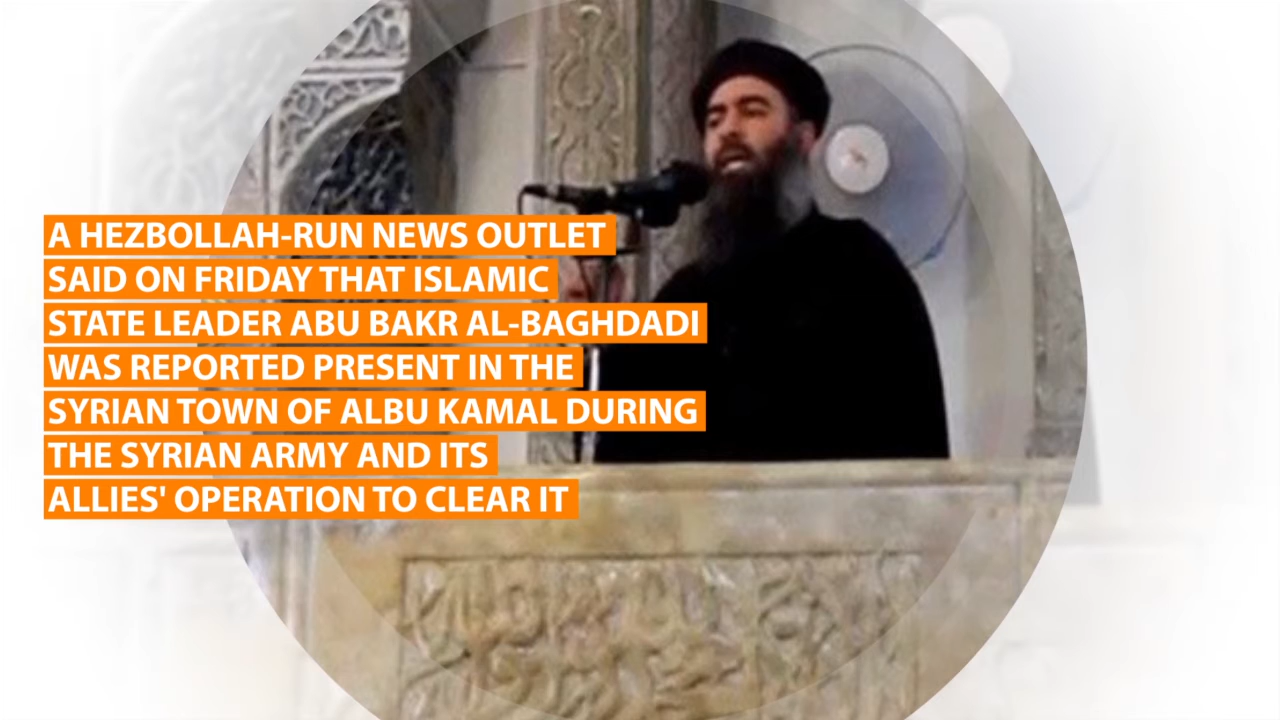 A HEZBOLLAH-RUN NEWS OUTLET
SAID ON FRIDAY THAT ISLAMIC
STATE LEADER ABU BAKR AL-BAGHDADI
WAS REPORTED PRESENT IN THE
SYRIAN TOWN OF ALBU KAMAL DURING
THE SYRIAN ARMY AND ITS
ALLIES' OPERATION TO CLEAR IT